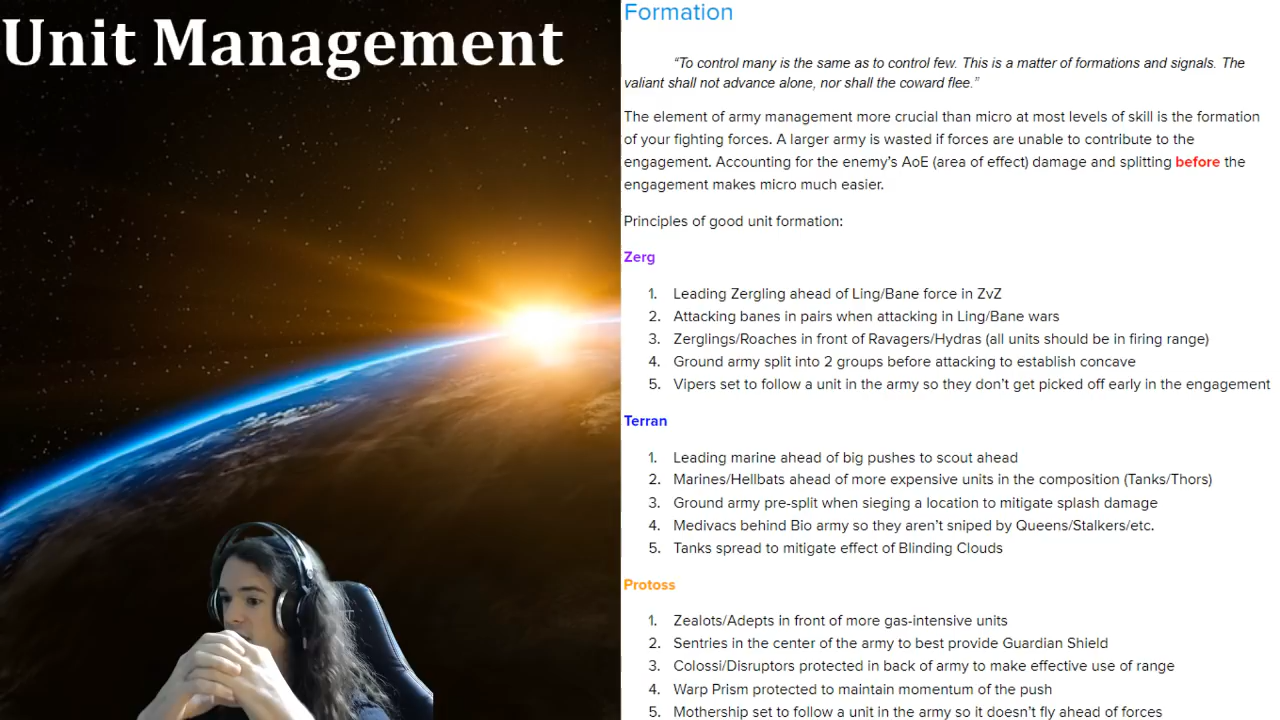 Unit Management
Formation
“To control many is the same as to control few. This is a matter of formations and signals. The
valiant shall not advance alone, nor shall the coward flee.”
The element of army management more crucial than micro at most levels of skill is the formation
of your fighting forces. A larger army is wasted if forces are unable to contribute to the
engagement. Accounting for the enemy’s AoE (area of effect) damage and splitting before the
engagement makes micro much easier.
Principles of good unit formation:
Zerg
1. Leading Zergling ahead of Ling/Bane force in ZvZ
2. Attacking banes in pairs when attacking in Ling/Bane wars
3. Zerglings/Roaches in front of Ravagers/Hydras (all units should be in firing range)
4. Ground army split into 2 groups before attacking to establish concave
5. Vipers set to follow a unit in the army so they don’t get picked off early in the engagement
Terran
1. Leading marine ahead of big pushes to scout ahead
2. Marines/Hellbats ahead of more expensive units in the composition (Tanks/Thors)
3. Ground army pre-split when sieging a location to mitigate splash damage
4. Medivacs behind Bio army so they aren’t sniped by Queens/Stalkers/etc.
5. Tanks spread to mitigate effect of Blinding Clouds
Protoss
1. Zealots/Adepts in front of more gas-intensive units
2. Sentries in the center of the army to best provide Guardian Shield
3. Colossi/Disruptors protected in back of army to make effective use of range
4. Warp Prism protected to maintain momentum of the push
5. Mothership set to follow a unit in the army so it doesn’t fly ahead of forces